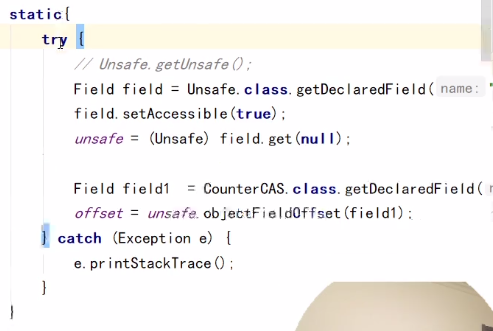 static{
try {
// Unsafe.getUnsafe();
Field field = Unsafe.class.getDeclaredField( name:
field.setAccessible(true);
unsafe = (Unsafe) field.get(null);
Field field1 = CounterCAS.class.getDeclaredField(
offset = unsafe.objectFieldOffset(field1);
} catch (Exception e) {
e.printStackTrace();
}
}